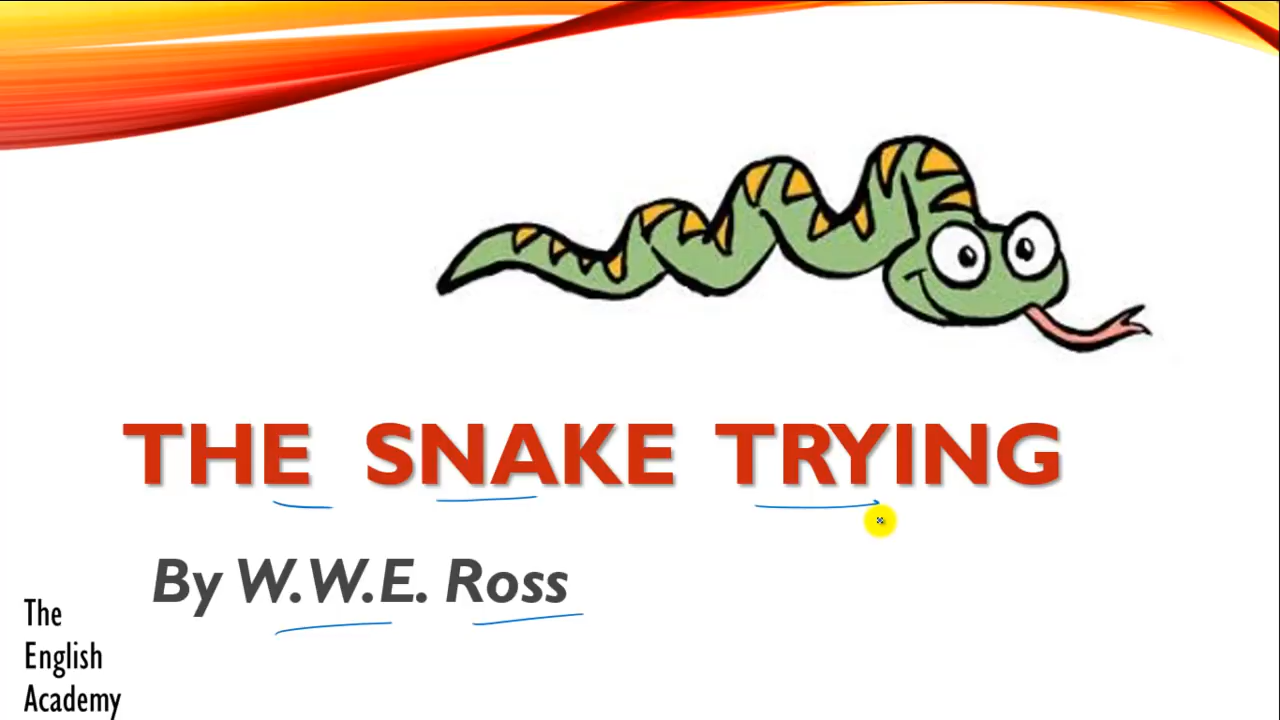 THE SNAKE TRYING
By W.W.E. Ross
The
English
Academy